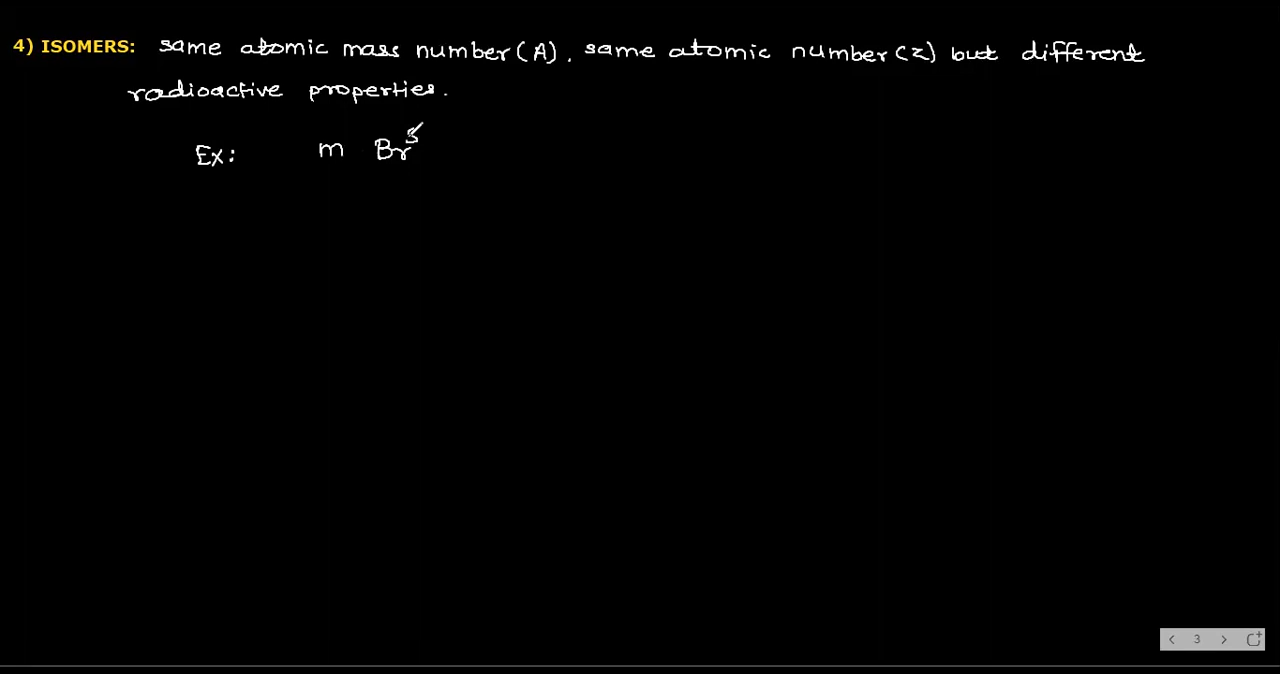 4) ISOMERS: same atomic mass number (A), same atomic number (z) but different
radioactive properties.
Ex: m Br
3